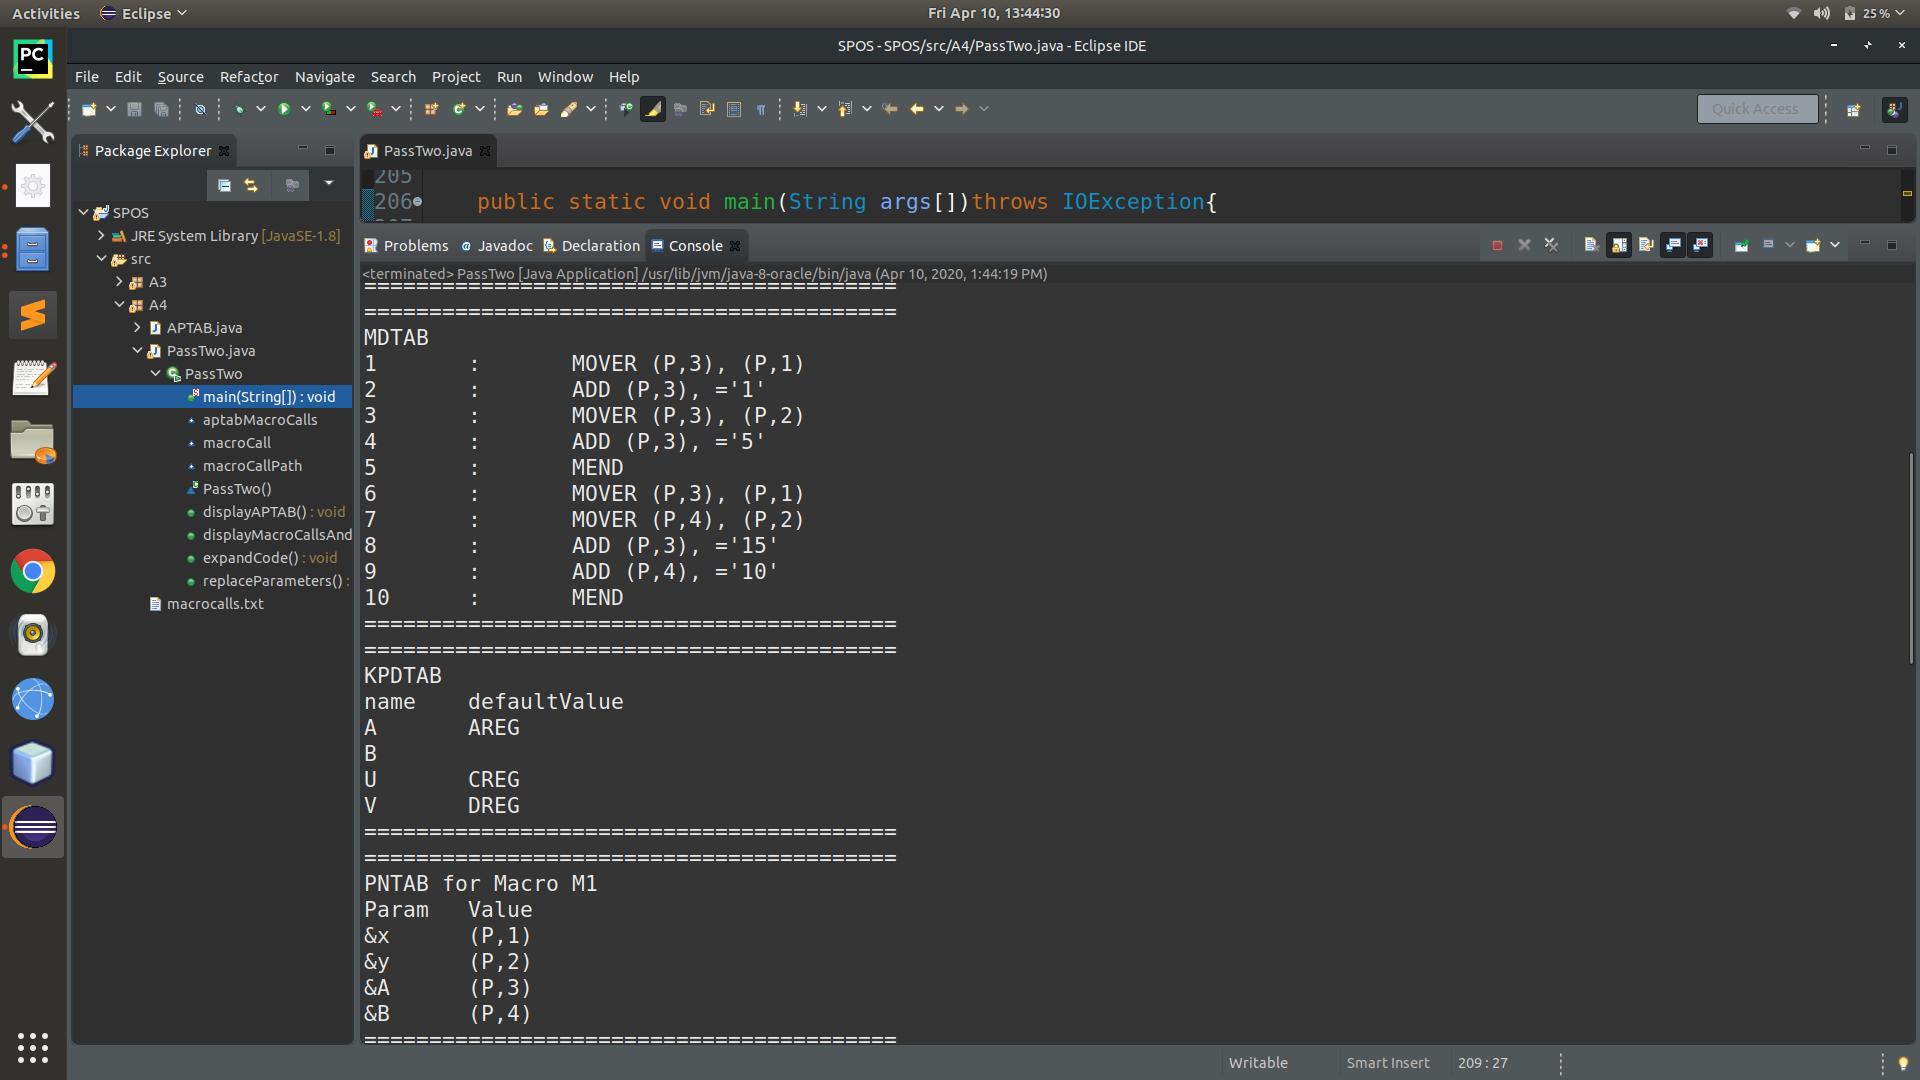 Activities
Eclipse
Fri Apr 10, 13:44:30
25%
SPOS - SPOS/src/A4/PassTwo.java - Eclipse IDE
File Edit Source Refactor Navigate Search Project Run Window Help
Quick Access
PC
Package Explorer
SPOS
JRE System Library [JavaSE-1.8]
src
A3
A4
APTAB.java
PassTwo.java
PassTwo
main(String[]) : void
aptabMacroCalls
macroCall
macroCallPath
PassTwo()
displayAPTAB() : void
displayMacroCallsAnd
expandCode() : void
replaceParameters() :
macrocalls.txt
PassTwo.java
205
206 public static void main(String args[])throws IOException{
Problems Javadoc Declaration Console
<terminated> PassTwo [Java Application] /usr/lib/jvm/java-8-oracle/bin/java (Apr 10, 2020, 1:44:19 PM)
=========================================
=========================================
MDTAB
1 : MOVER (P,3), (P,1)
2 : ADD (P,3), ='1'
3 : MOVER (P,3), (P,2)
4 : ADD (P,3), ='5'
5 : MEND
6 : MOVER (P,3), (P,1)
7 : MOVER (P,4), (P,2)
8 : ADD (P,3), ='15'
9 : ADD (P,4), ='10'
10 : MEND
=========================================
=========================================
KPDTAB
name defaultValue
A AREG
B
U CREG
V DREG
=========================================
=========================================
PNTAB for Macro M1
Param Value
&x (P,1)
&y (P,2)
&A (P,3)
&B (P,4)
=========================================
Writable
Smart Insert
209 : 27